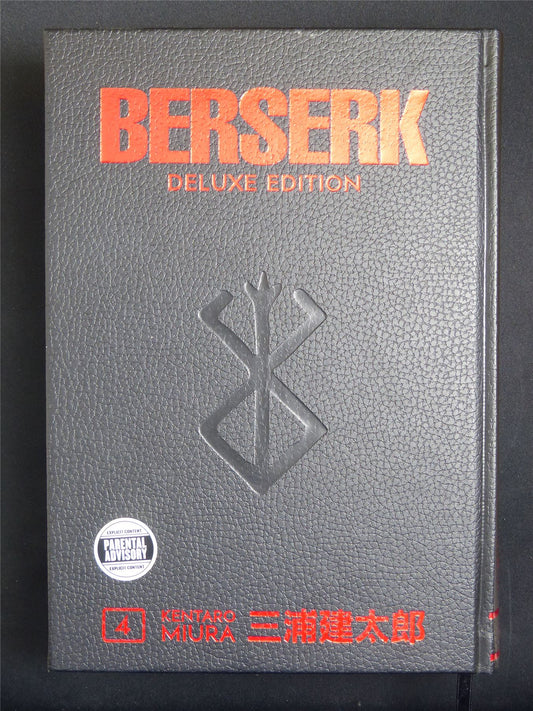 BERSERK
DELUXE EDITION
EXPLICIT CONTENT
PARENTAL
ADVISORY
EXPLICIT CONTENT
4
KENTARO
MIURA 三浦建太郎